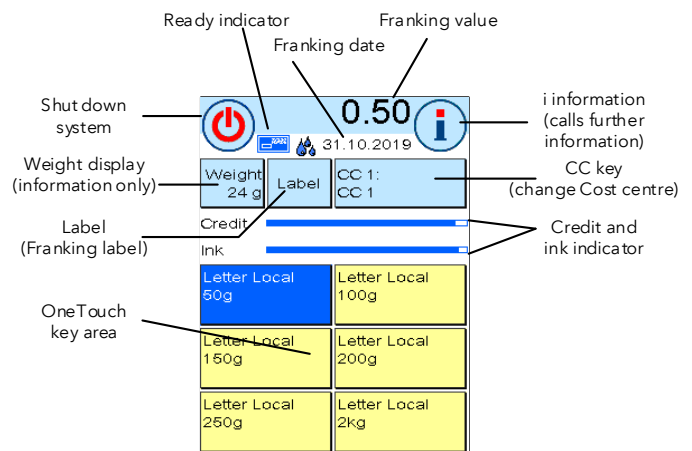 Ready indicator
Franking value
Franking date
Shut down
system
0.50
i
i information
(calls further
information)
31.10.2019
Weight display
(information only)
Weight
24 g
Label
CC 1:
CC 1
CC key
(change Cost centre)
Label
(Franking label)
Credit
Ink
Credit and
ink indicator
Letter Local
50g
Letter Local
100g
OneTouch
key area
Letter Local
150g
Letter Local
200g
Letter Local
250g
Letter Local
2kg